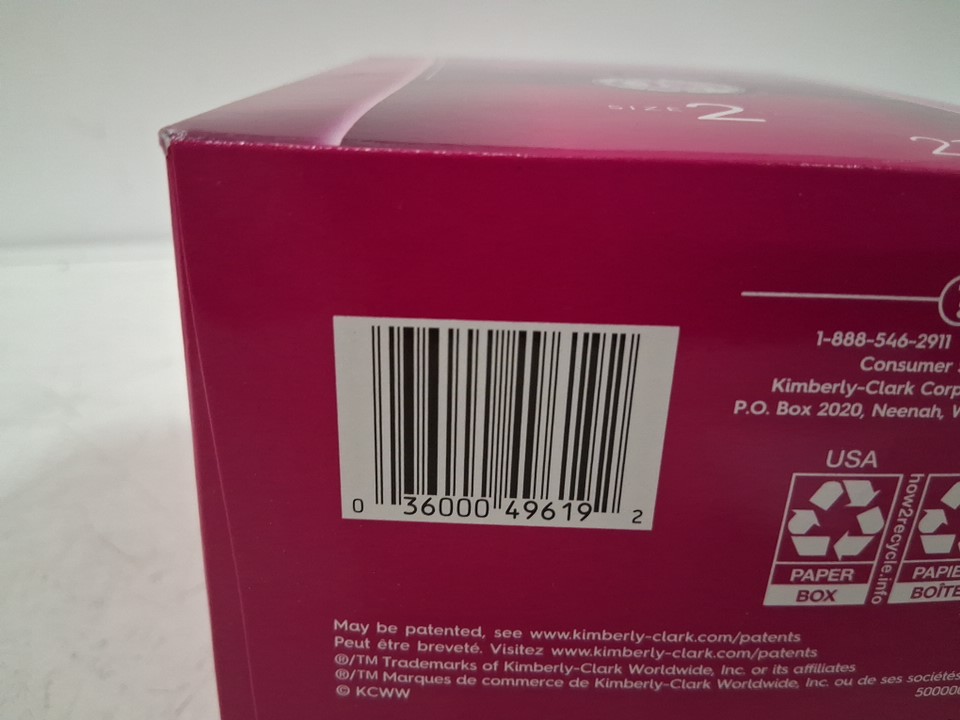 SIZE 2
2
1-888-546-2911
Consumer
Kimberly-Clark Corp
P.O. Box 2020, Neenah, W
USA
PAPER
BOX
how2recycle.info
PAPIE
BOÎTE
0 36000 49619 2
May be patented, see www.kimberly-clark.com/patents
Peut être breveté. Visitez www.kimberly-clark.com/patents
®/TM Trademarks of Kimberly-Clark Worldwide, Inc. or its affiliates
®/TM Marques de commerce de Kimberly-Clark Worldwide, Inc. ou de ses sociétés
© KCWW
500000